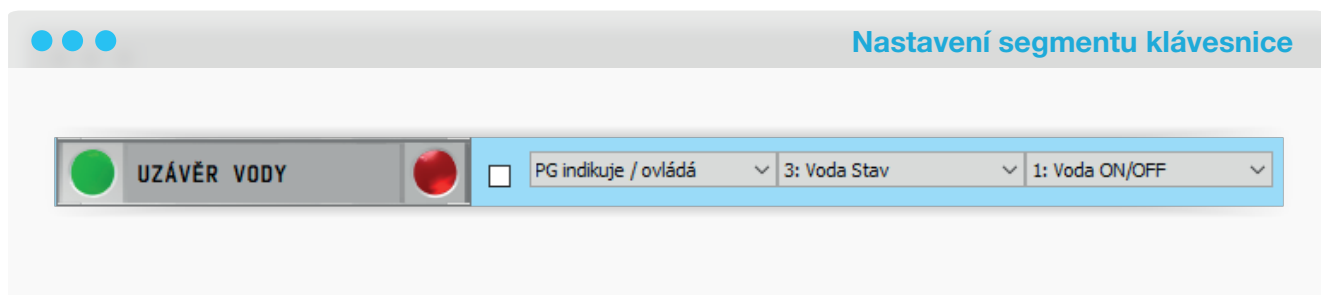 Nastavení segmentu klávesnice
UZÁVĚR VODY PG indikuje / ovládá 3: Voda Stav 1: Voda ON/OFF